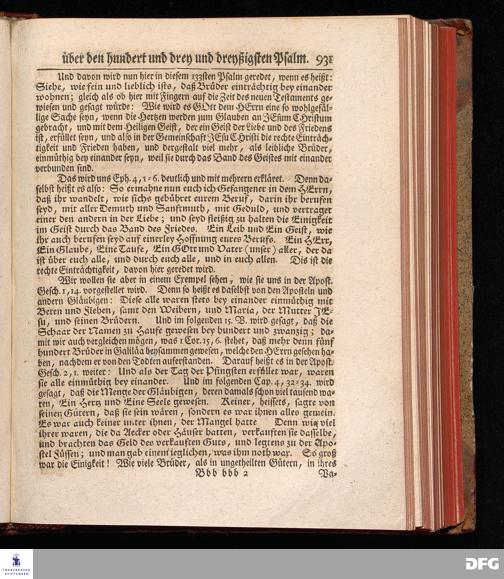 über den hundert und drey und dreyßigsten Psalm. 931
Und davon wird nun hier in diesem 133sten Psalm geredet, wenn es heißt:
Siehe, wie fein und lieblich ists, daß Brüder einträchtig bey einander
wohnen; gleich als ob hier mit Fingern auf die Zeit des neuen Testaments ge-
wiesen und gesagt würde: Wie wird es GOtt dem HErrn eine so wohlgefäl-
lige Sache seyn, wenn die Hertzen werden zum Glauben an JEsum Christum
gebracht, und mit dem Heiligen Geist, der ein Geist der Liebe und des Friedens
ist, erfüllet seyn, und also in der Gemeinschaft JEsu Christi die rechte Einträch-
tigkeit und Frieden haben, und dergestalt viel mehr, als leibliche Brüder,
einmüthig bey einander seyn, weil sie durch das Band des Geistes mit einander
verbunden sind.
Das wird uns Eph. 4, 1-6. deutlich und mit mehrern erkläret. Denn da-
selbst heißt es also: So ermahne nun euch ich Gefangener in dem HErrn,
daß ihr wandelt, wie sichs gebühret eurem Beruf, darin ihr berufen
seyd, mit aller Demuth und Sanftmuth, mit Geduld, und vertraget
einer den andern in der Liebe; und seyd fleißig zu halten die Einigkeit
im Geist durch das Band des Friedes. Ein Leib und Ein Geist, wie
ihr auch berufen seyd auf einerley Hoffnung eures Berufs. Ein HErr,
Ein Glaube, Eine Taufe, Ein GOtt und Vater (unser) aller, der da
ist über euch alle, und durch euch alle, und in euch allen. Dis ist die
rechte Einträchtigkeit, davon hier geredet wird.
Wir wollen sie aber in einem Exempel sehen, wie sie uns in der Apost.
Gesch. 1, 14. vorgestellet wird. Denn so heißt es daselbst von den Aposteln und
andern Gläubigen: Diese alle waren stets bey einander einmüthig mit
Beten und Flehen, samt den Weibern, und Maria, der Mutter JE-
su, und seinen Brüdern. Und im folgenden 15. V. wird gesagt, daß die
Schaar der Namen zu Haufe gewesen bey hundert und zwanzig; da-
mit wir auch vergleichen mögen, was 1 Cor. 15, 6. stehet, daß mehr denn fünf
hundert Brüder in Galiläa beysammen gewesen, welche den HErrn gesehen ha-
ben, nachdem er von den Todten auferstanden. Darauf heißt es in der Apost.
Gesch. 2, 1. weiter: Und als der Tag der Pfingsten erfüllet war, waren
sie alle einmüthig bey einander. Und im folgenden Cap. 4, 32-34. wird
gesagt, daß die Menge der Gläubigen, deren damals schon viel tausend wa-
ren, Ein Herz und Eine Seele gewesen. Keiner, heissets, sagte von
seinen Gütern, daß sie sein wären, sondern es war ihnen alles gemein.
Es war auch keiner unter ihnen, der Mangel hatte Denn wie viel
ihrer waren, die da Aecker oder Häuser hatten, verkauften sie dasselbe,
und brachten das Geld des verkauften Guts, und legtens zu der Apo-
stel Füssen; und man gab einem ieglichen, was ihm noth war. So groß
war die Einigkeit! Wie viele Brüder, als in ungetheilten Gütern, in ihres
Bbb bbb 2 Va-
FRANCKESCHE
STIFTUNGEN
DFG